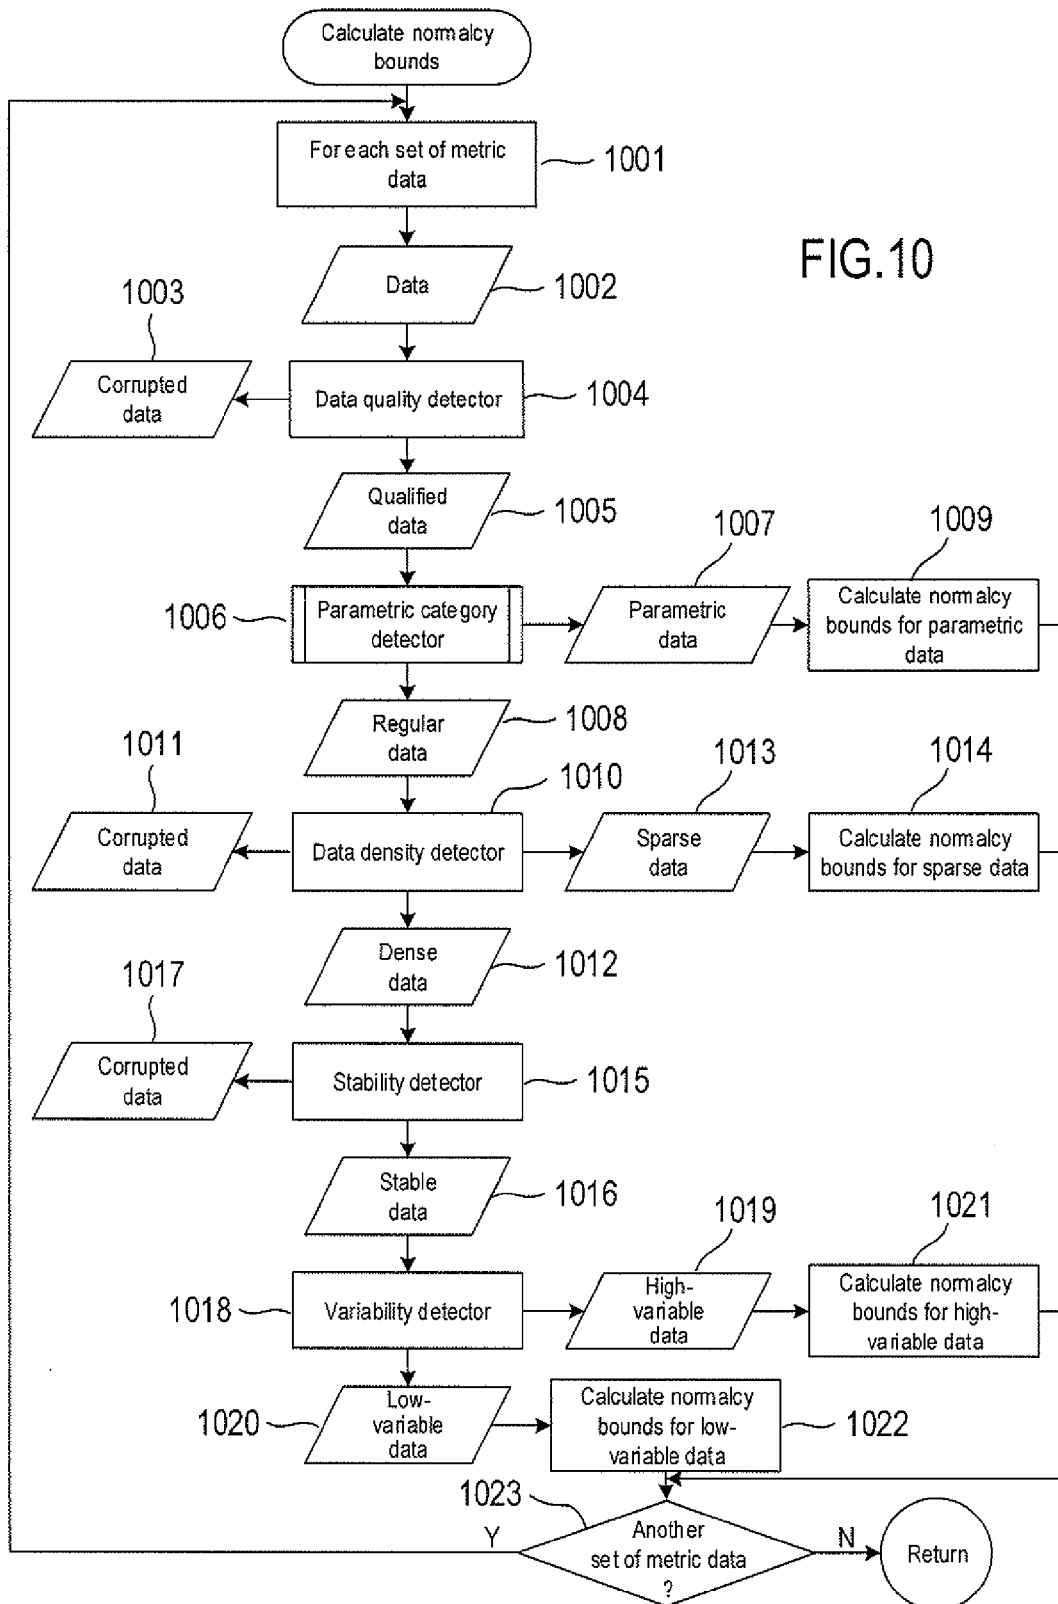 Calculate normalcy
bounds
For each set of metric
data
1001
FIG.10
Data
1002
1003
Corrupted
data
Data quality detector
1004
Qualified
data
1005
1006
Parametric category
detector
1007
Parametric
data
1009
Calculate normalcy
bounds for parametric
data
Regular
data
1008
1011
Corrupted
data
1010
Data density detector
1013
Sparse
data
1014
Calculate normalcy
bounds for sparse data
Dense
data
1012
1017
Corrupted
data
Stability detector
1015
Stable
data
1016
1018
Variability detector
1019
High-
variable
data
1021
Calculate normalcy
bounds for high-
variable data
1020
Low-
variable
data
Calculate normalcy
bounds for low-
variable data
1022
1023
Y
Another
set of metric data
?
N
Return